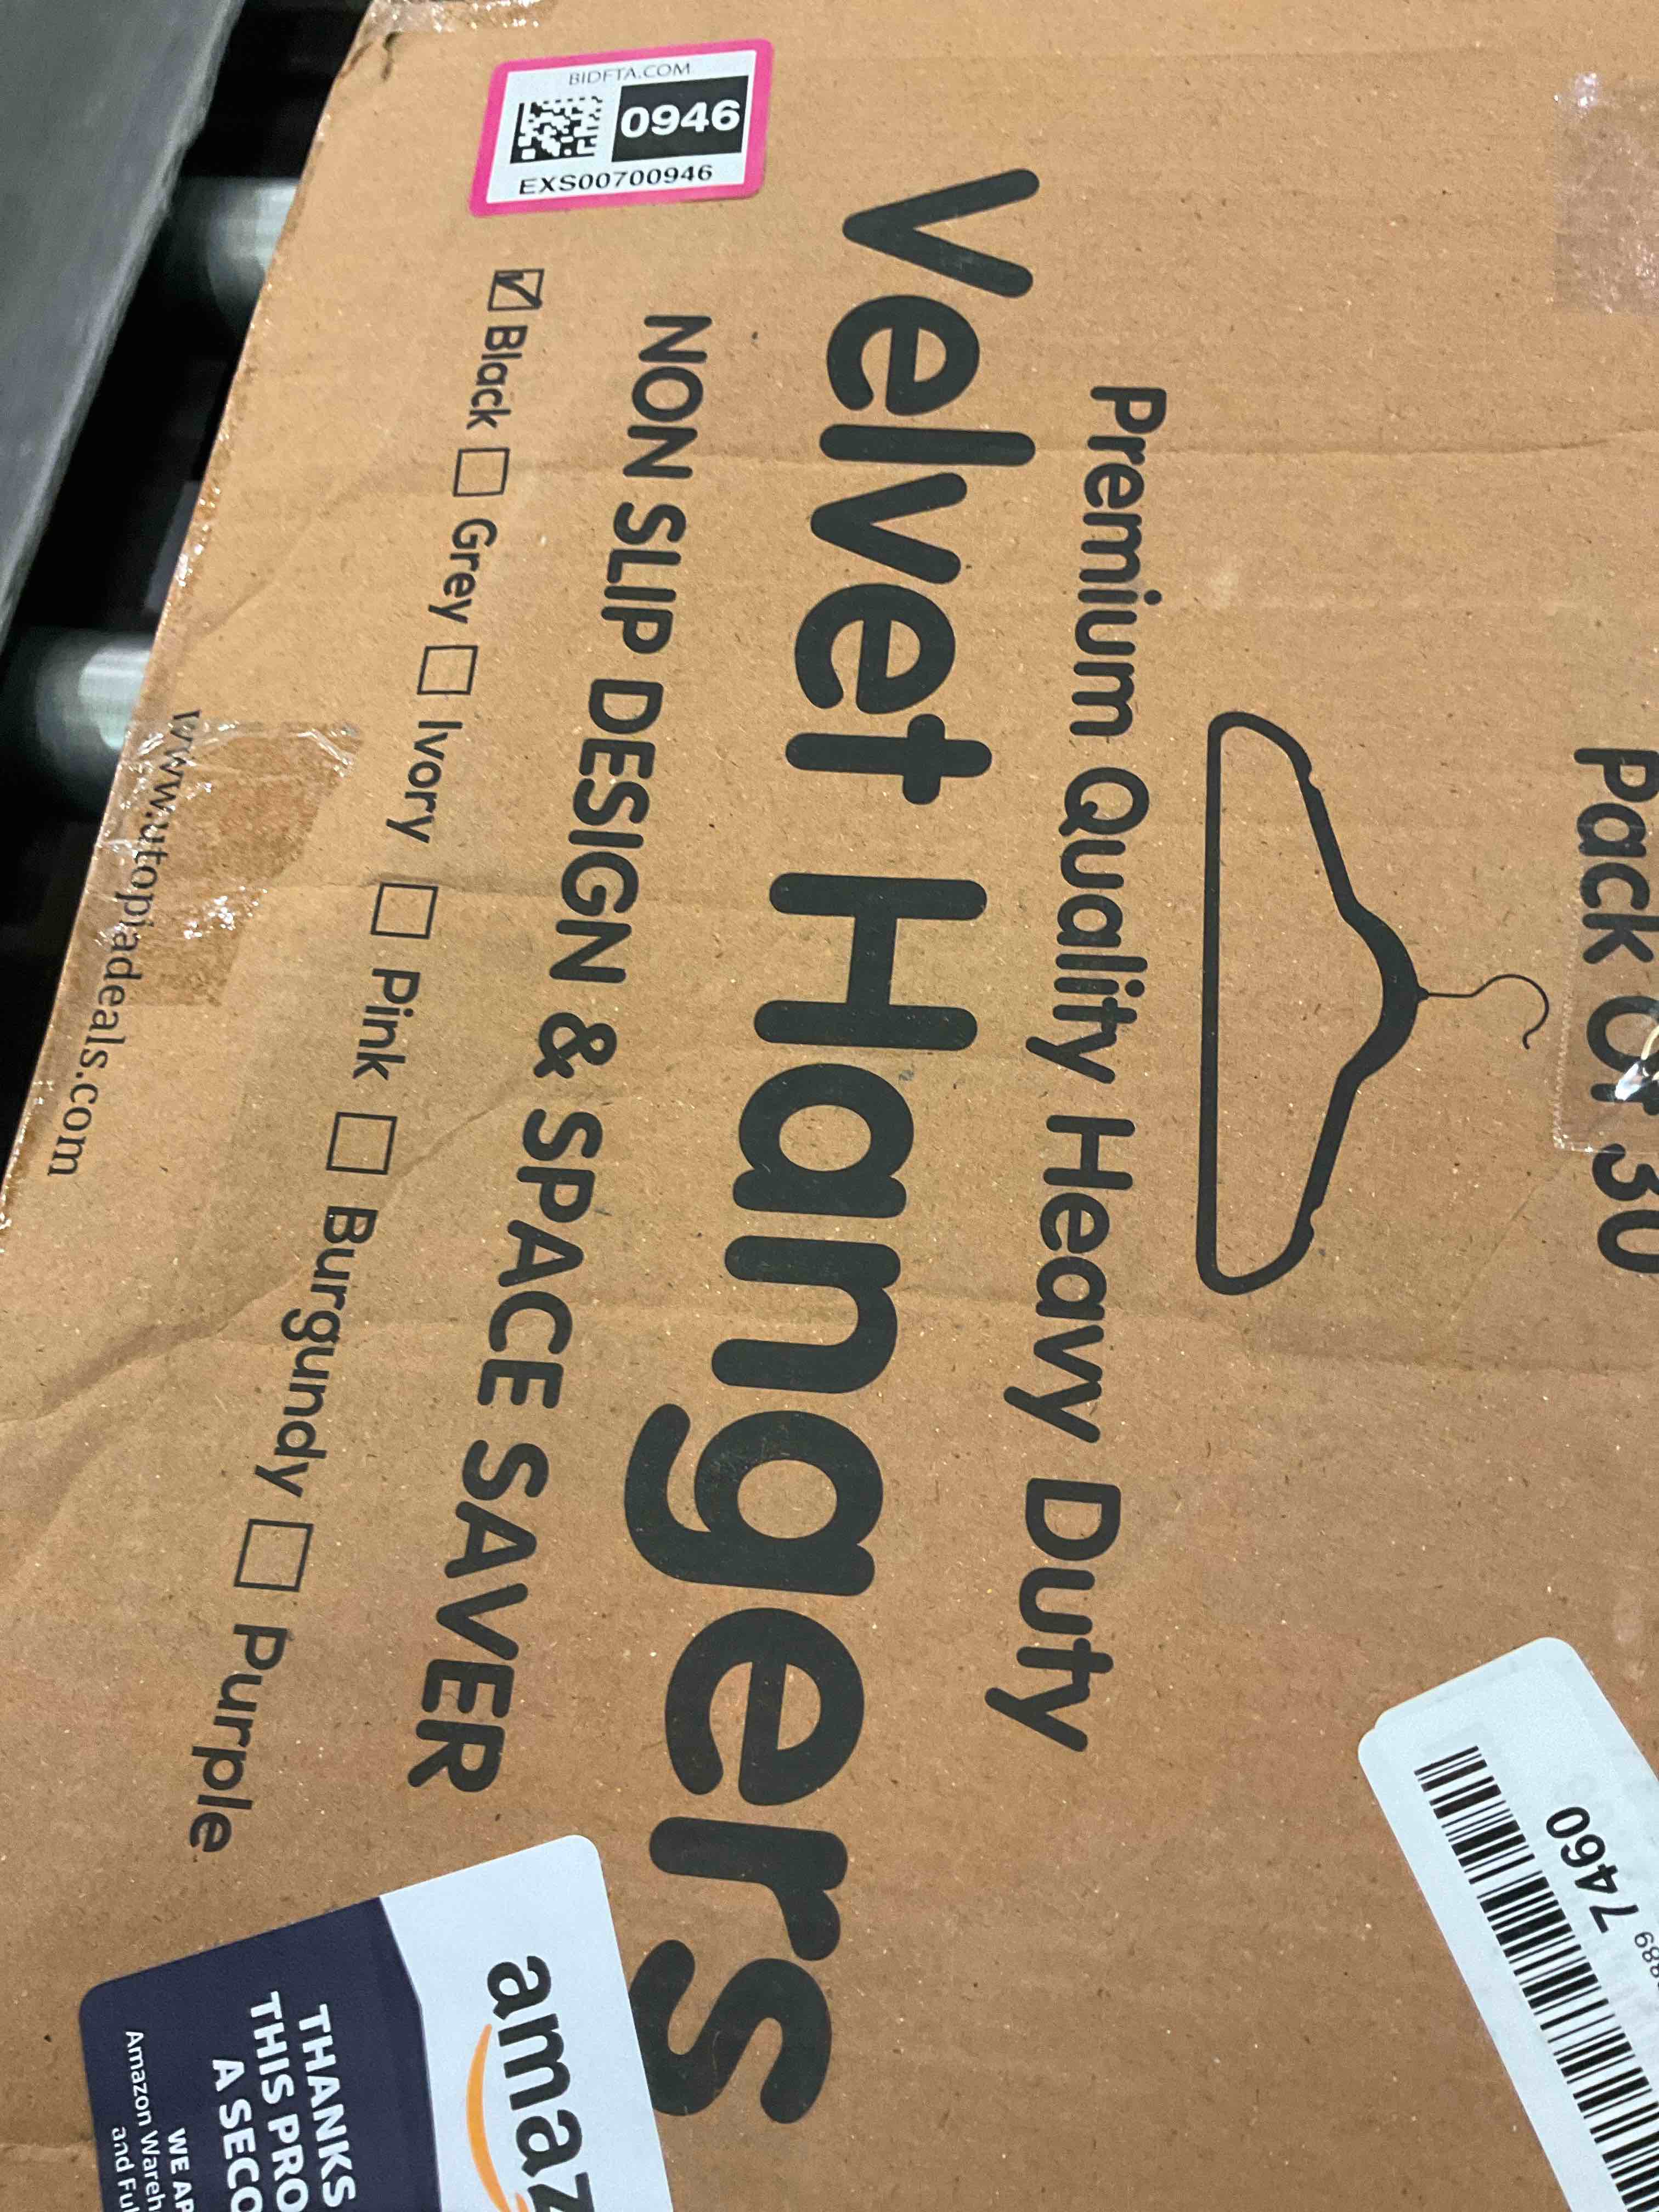 Pack Of 30
Premium Quality Heavy Duty
Velvet Hangers
NON SLIP DESIGN & SPACE SAVER
☑ Black ☐ Grey ☐ Ivory ☐ Pink ☐ Burgundy ☐ Purple
www.utopiadeals.com
BIDFTA.COM
0946
EXS00700946
7460
amaz
THANKS
THIS PRO
A SECO
WE AR
Amazon Wareh
and Ful